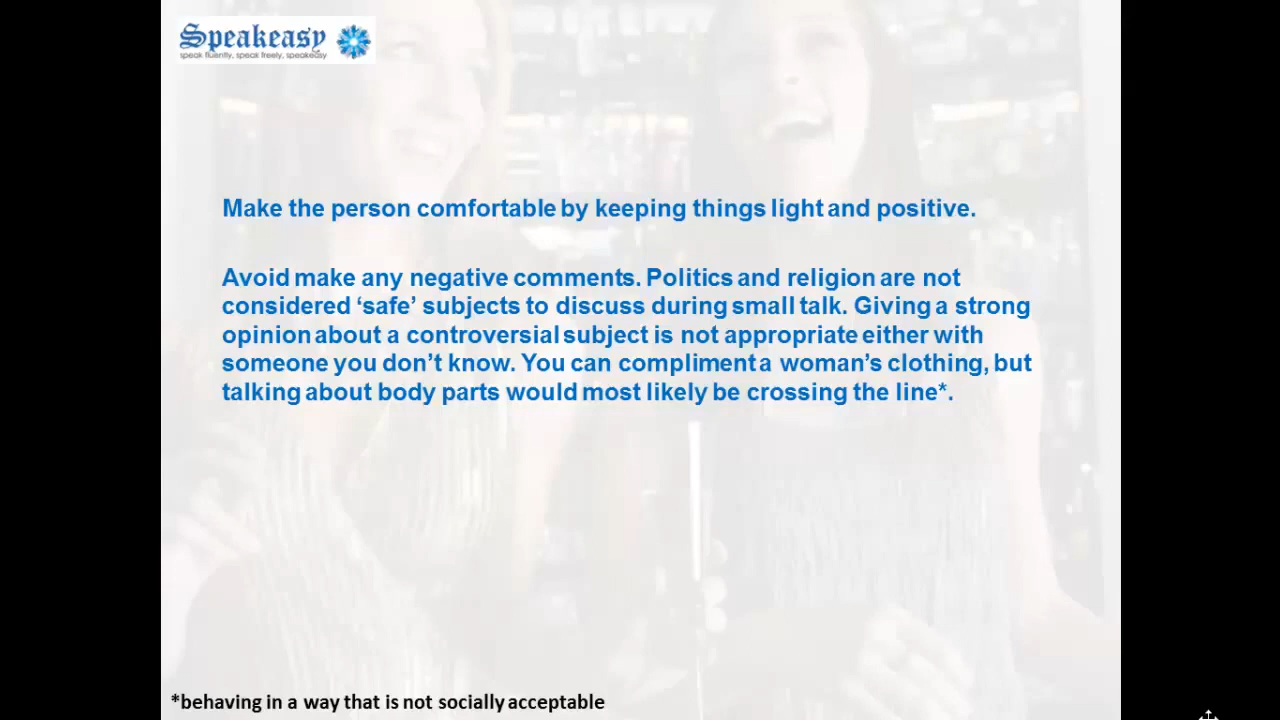 Speakeasy
speak fluently, speak freely, speakeasy
Make the person comfortable by keeping things light and positive.
Avoid make any negative comments. Politics and religion are not
considered ‘safe’ subjects to discuss during small talk. Giving a strong
opinion about a controversial subject is not appropriate either with
someone you don’t know. You can compliment a woman’s clothing, but
talking about body parts would most likely be crossing the line*.
*behaving in a way that is not socially acceptable